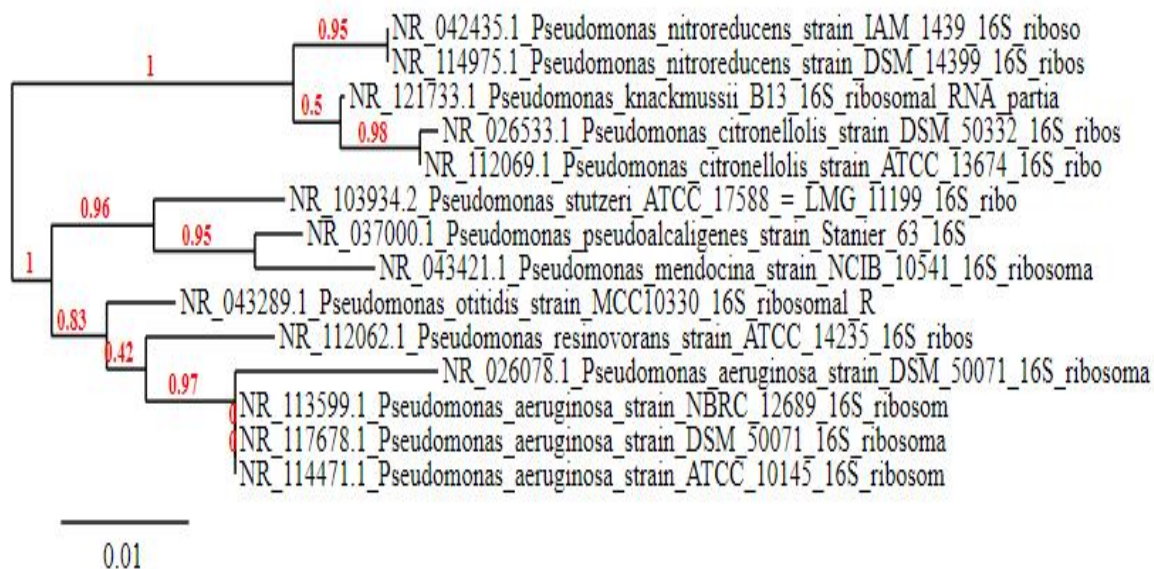 0.95
NR_042435.1_Pseudomonas_nitroreducens_strain_IAM_1439_16S_riboso
NR_114975.1_Pseudomonas_nitroreducens_strain_DSM_14399_16S_ribos
1
0.5
NR_121733.1_Pseudomonas_knackmussii_B13_16S_ribosomal_RNA_partia
0.98
NR_026533.1_Pseudomonas_citronellolis_strain_DSM_50332_16S_ribos
NR_112069.1_Pseudomonas_citronellolis_strain_ATCC_13674_16S_ribo
0.96
NR_103934.2_Pseudomonas_stutzeri_ATCC_17588_=_LMG_11199_16S_ribo
0.95
NR_037000.1_Pseudomonas_pseudoalcaligenes_strain_Stanier_63_16S
1
NR_043421.1_Pseudomonas_mendocina_strain_NCIB_10541_16S_ribosoma
0.83
NR_043289.1_Pseudomonas_otitidis_strain_MCC10330_16S_ribosomal_R
0.42
NR_112062.1_Pseudomonas_resinovorans_strain_ATCC_14235_16S_ribos
0.97
NR_026078.1_Pseudomonas_aeruginosa_strain_DSM_50071_16S_ribosoma
0
NR_113599.1_Pseudomonas_aeruginosa_strain_NBRC_12689_16S_ribosom
0
NR_117678.1_Pseudomonas_aeruginosa_strain_DSM_50071_16S_ribosoma
NR_114471.1_Pseudomonas_aeruginosa_strain_ATCC_10145_16S_ribosom
0.01